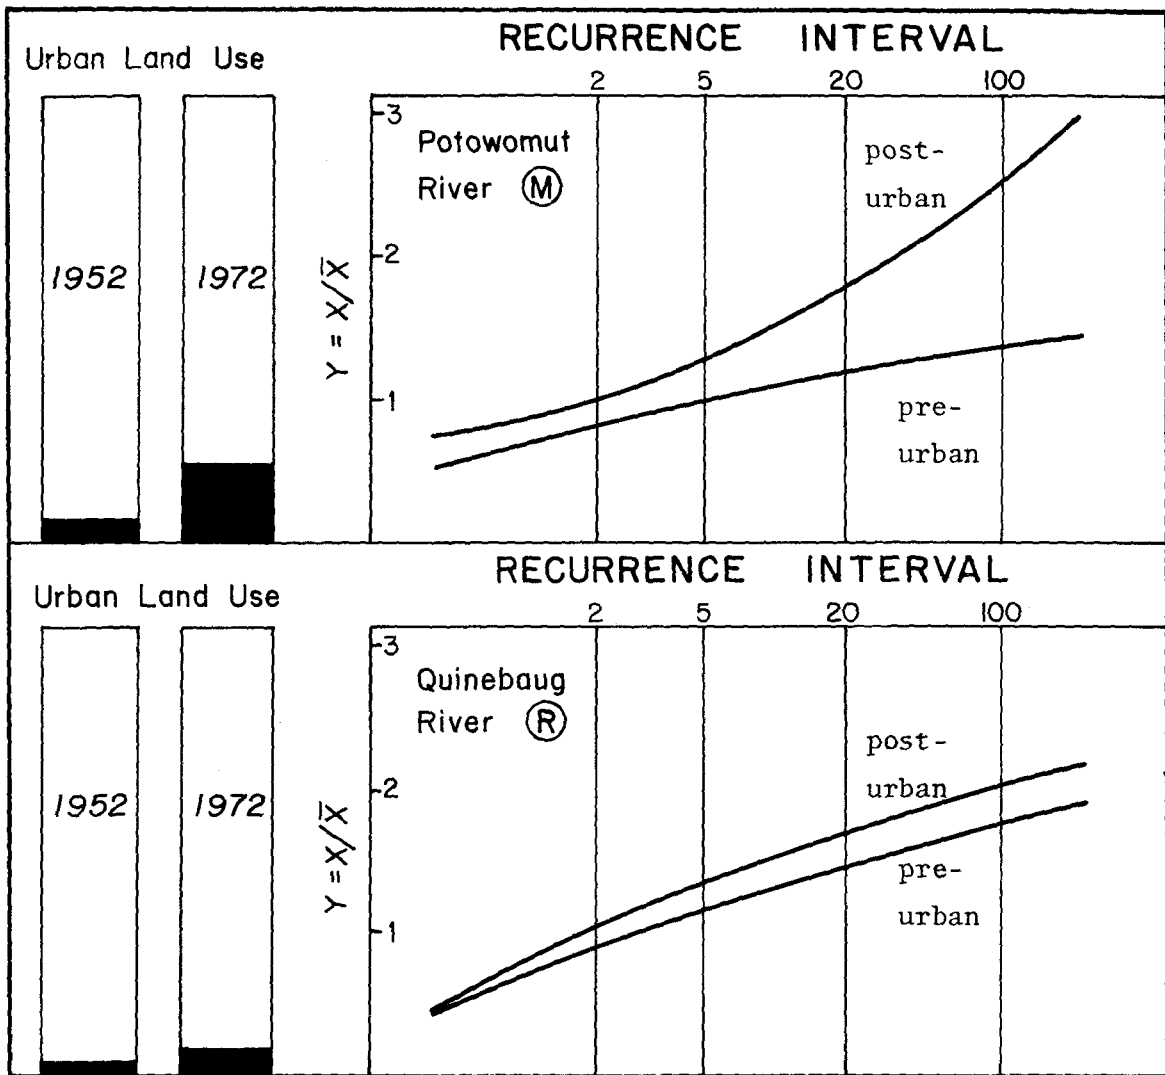 RECURRENCE INTERVAL
Urban Land Use
2 5 20 100
1952
1972
Y = X/X̅
3
2
1
Potowomut
River Ⓜ
post-
urban
pre-
urban
RECURRENCE INTERVAL
Urban Land Use
2 5 20 100
1952
1972
Y = X/X̅
3
2
1
Quinebaug
River Ⓡ
post-
urban
pre-
urban